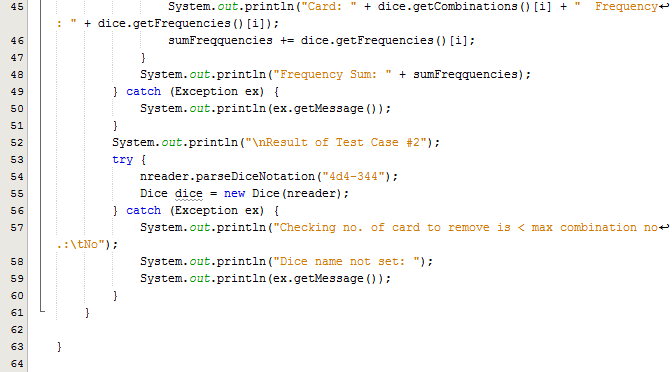 45 System.out.println("Card: " + dice.getCombinations()[i] + "  Frequency↩
: " + dice.getFrequencies()[i]);
46 sumFreqquencies += dice.getFrequencies()[i];
47 }
48 System.out.println("Frequency Sum: " + sumFreqquencies);
49 } catch (Exception ex) {
50 System.out.println(ex.getMessage());
51 }
52 System.out.println("\nResult of Test Case #2");
53 try {
54 nreader.parseDiceNotation("4d4-344");
55 Dice dice = new Dice(nreader);
56 } catch (Exception ex) {
57 System.out.println("Checking no. of card to remove is < max combination no↩
.:\tNo");
58 System.out.println("Dice name not set: ");
59 System.out.println(ex.getMessage());
60 }
61 }
62
63 }
64